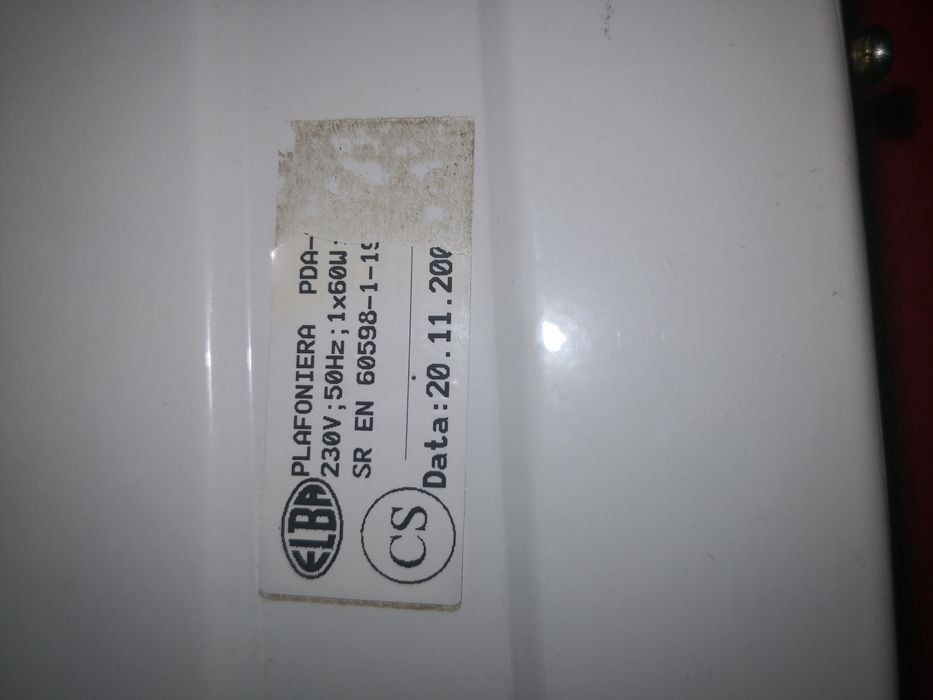 ELBA
PLAFONIERA PDA-
230V;50Hz;1x60W
SR EN 60598-1-19
CS
Data:20.11.200